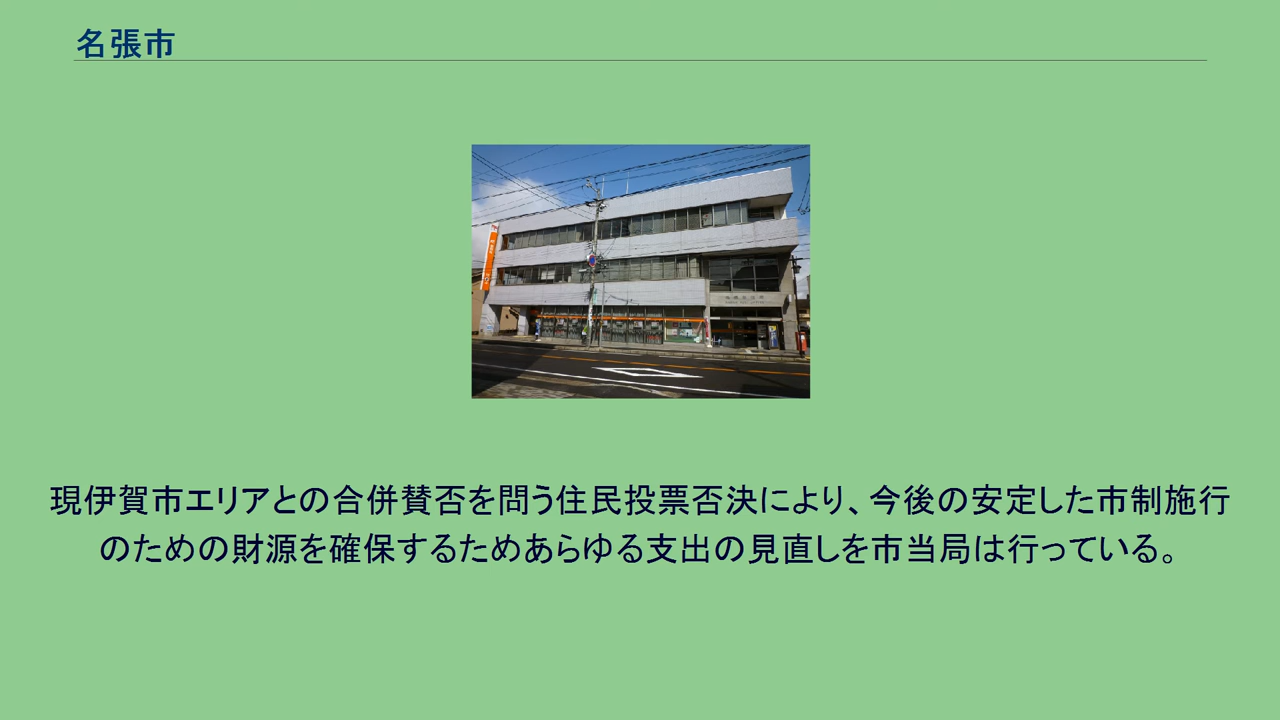 名張市
現伊賀市エリアとの合併賛否を問う住民投票否決により、今後の安定した市制施行
のための財源を確保するためあらゆる支出の見直しを市当局は行っている。